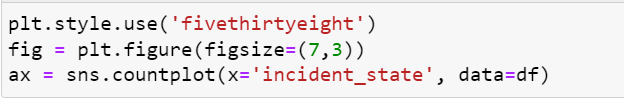 plt.style.use('fivethirtyeight')
fig = plt.figure(figsize=(7,3))
ax = sns.countplot(x='incident_state', data=df)